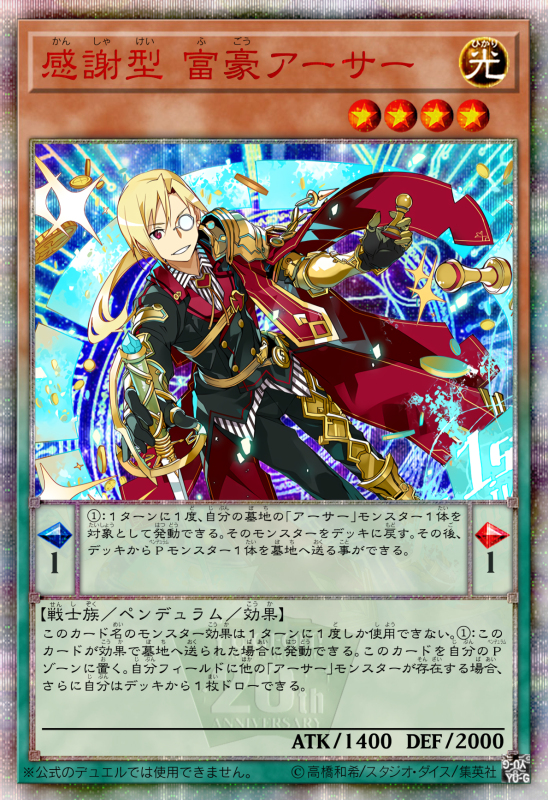 感謝型 富豪アーサー
光
①:1ターンに1度、自分の墓地の「アーサー」モンスター1体を
対象として発動できる。そのモンスターをデッキに戻す。その後、
デッキからPモンスター1体を墓地へ送る事ができる。
1
1
【戦士族/ペンデュラム/効果】
このカード名のモンスター効果は1ターンに1度しか使用できない。①:この
カードが効果で墓地へ送られた場合に発動できる。このカードを自分のP
ゾーンに置く。自分フィールドに他の「アーサー」モンスターが存在する場合、
さらに自分はデッキから1枚ドローできる。
20th
ANNIVERSARY
ATK/1400 DEF/2000
※公式のデュエルでは使用できません。 ©高橋和希/スタジオ・ダイス/集英社